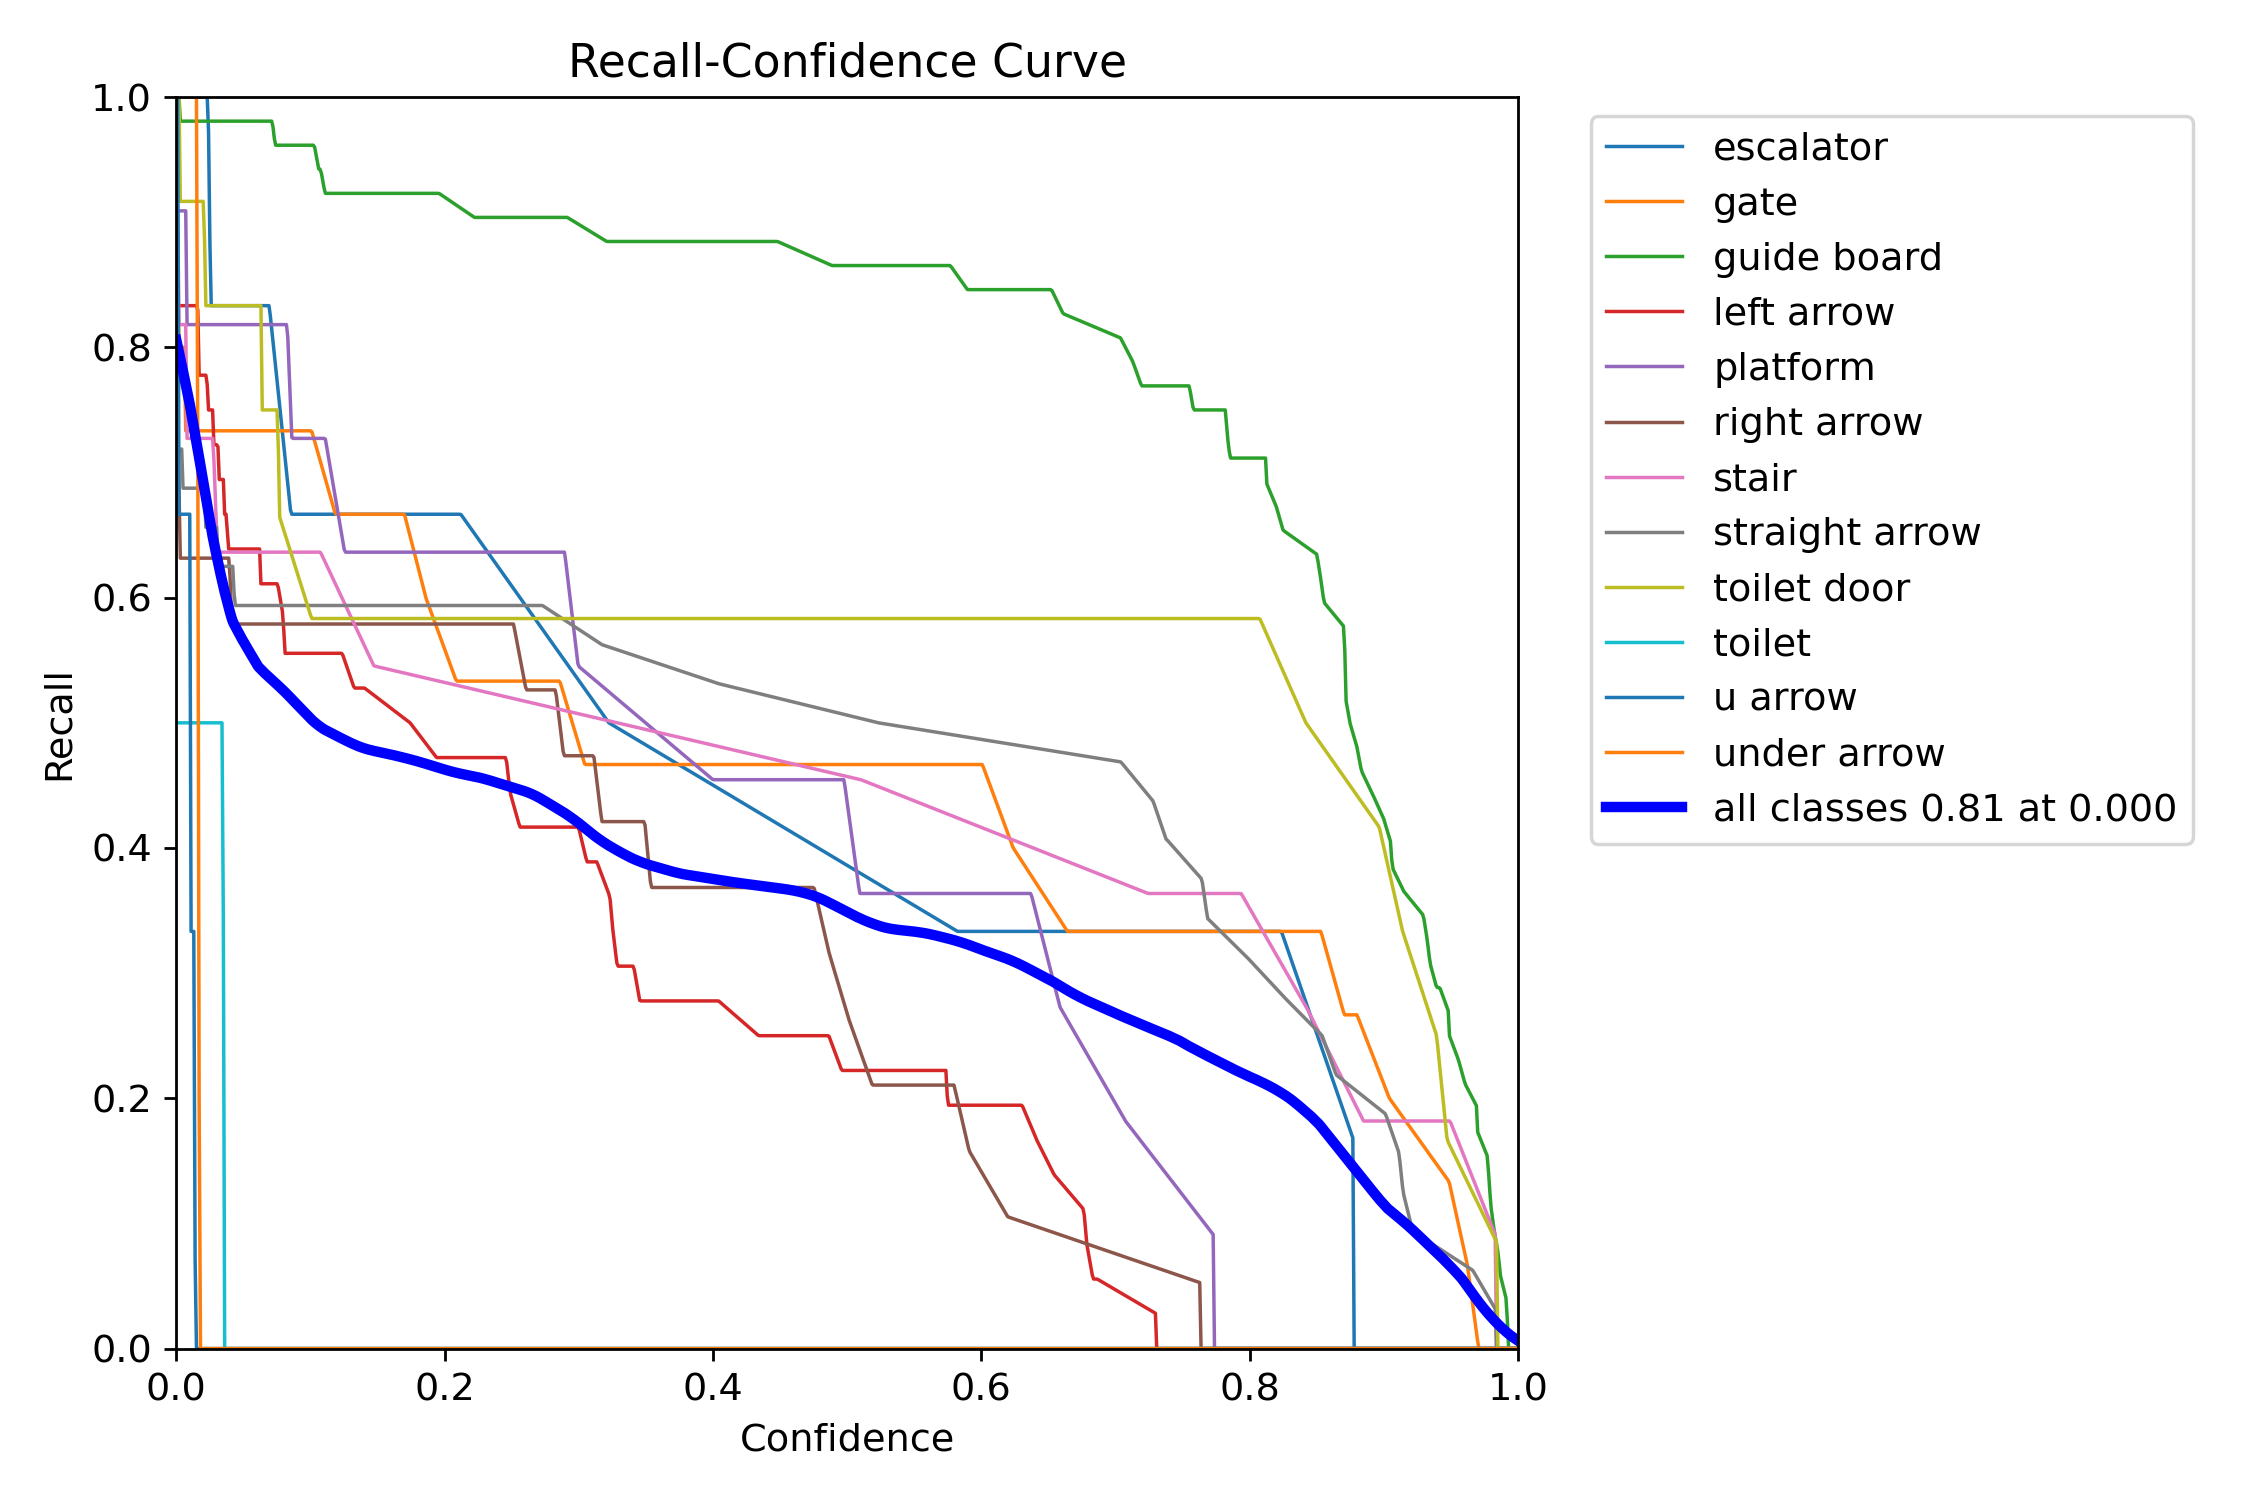 Recall-Confidence Curve
1.0
0.8
0.6
0.4
0.2
0.0
Recall
0.0 0.2 0.4 0.6 0.8 1.0
Confidence
escalator
gate
guide board
left arrow
platform
right arrow
stair
straight arrow
toilet door
toilet
u arrow
under arrow
all classes 0.81 at 0.000